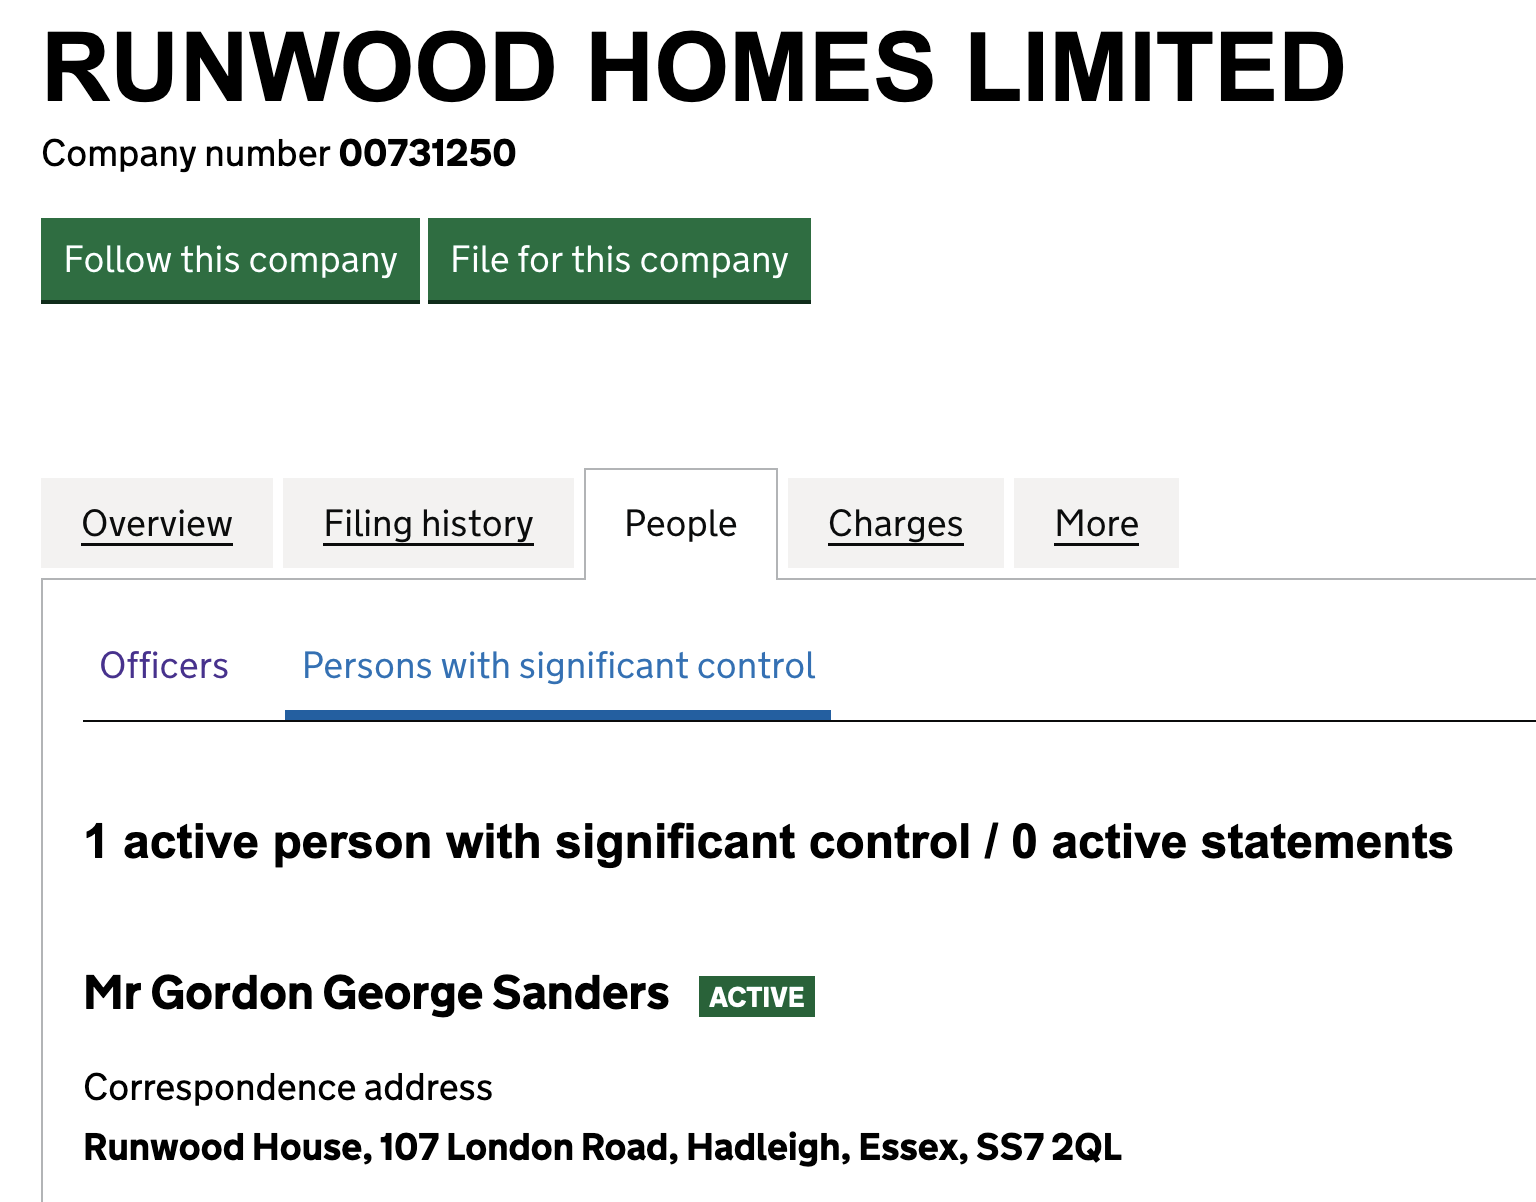 RUNWOOD HOMES LIMITED
Company number 00731250
Follow this company File for this company
Overview Filing history People Charges More
Officers Persons with significant control
1 active person with significant control / 0 active statements
Mr Gordon George Sanders ACTIVE
Correspondence address
Runwood House, 107 London Road, Hadleigh, Essex, SS7 2QL